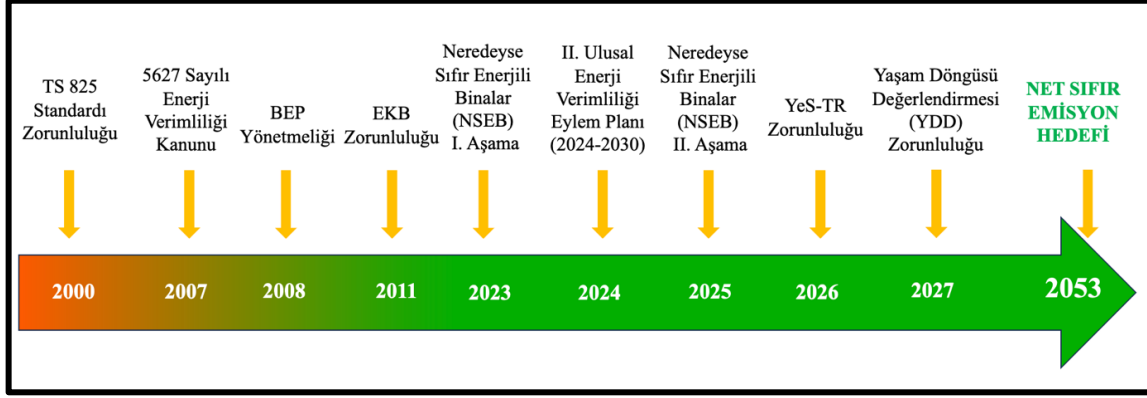 TS 825
Standardı
Zorunluluğu
5627 Sayılı
Enerji
Verimliliği
Kanunu
BEP
Yönetmeliği
EKB
Zorunluluğu
Neredeyse
Sıfır Enerjili
Binalar
(NSEB)
I. Aşama
II. Ulusal
Enerji
Verimliliği
Eylem Planı
(2024-2030)
Neredeyse
Sıfır Enerjili
Binalar
(NSEB)
II. Aşama
YeS-TR
Zorunluluğu
Yaşam Döngüsü
Değerlendirmesi
(YDD)
Zorunluluğu
NET SIFIR
EMİSYON
HEDEFİ
2000
2007
2008
2011
2023
2024
2025
2026
2027
2053